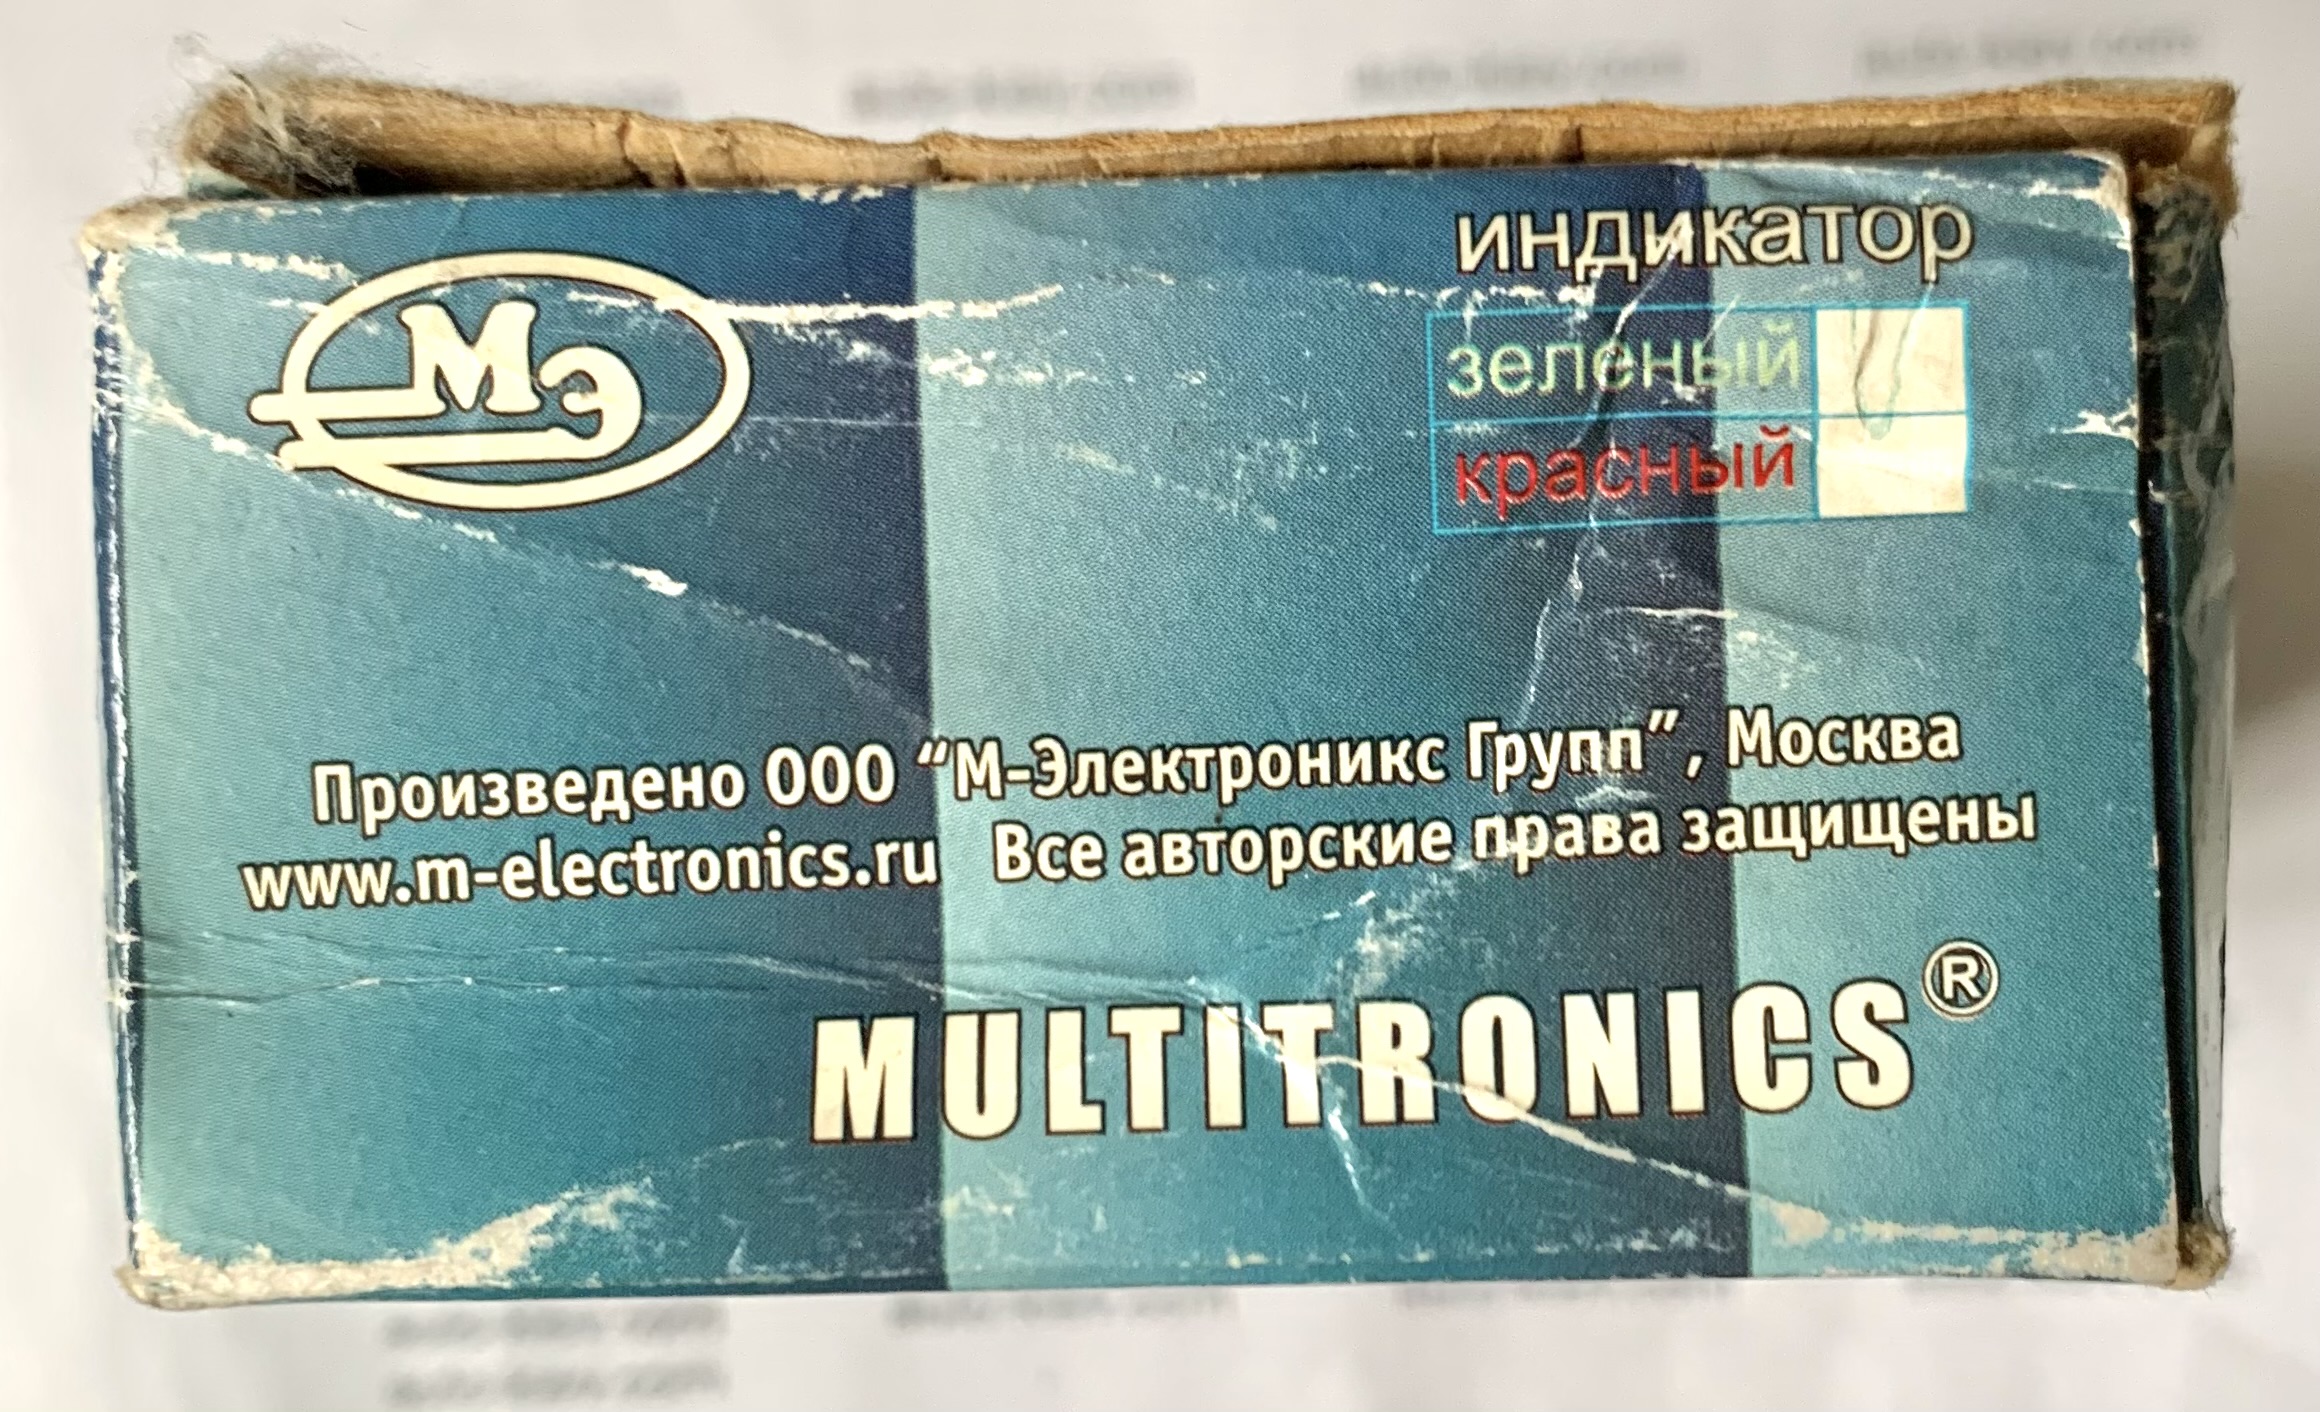 МЭ
индикатор
зеленый
красный
Произведено ООО “М-Электроникс Групп”, Москва
www.m-electronics.ru Все авторские права защищены
MULTITRONICS®